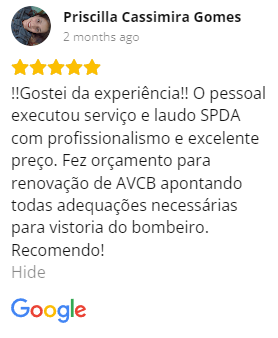 Priscilla Cassimira Gomes
2 months ago
!!Gostei da experiência!! O pessoal
executou serviço e laudo SPDA
com profissionalismo e excelente
preço. Fez orçamento para
renovação de AVCB apontando
todas adequações necessárias
para vistoria do bombeiro.
Recomendo!
Hide
Google